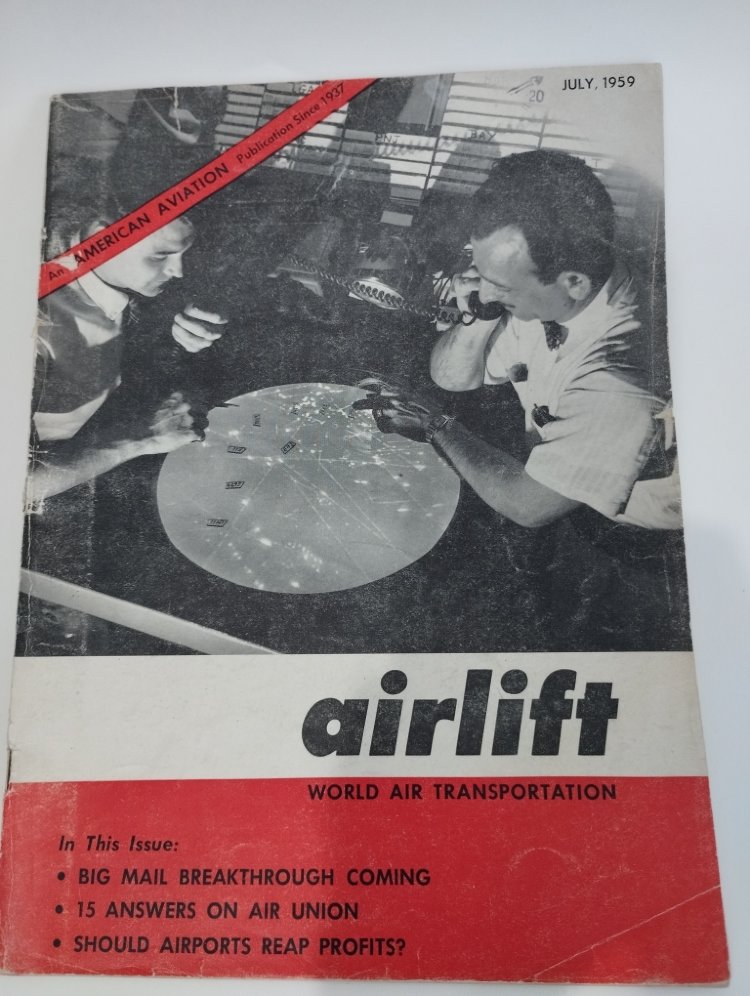 JULY, 1959
20
An AMERICAN AVIATION Publication Since 1937
BAY
airlift
WORLD AIR TRANSPORTATION
In This Issue:
• BIG MAIL BREAKTHROUGH COMING
• 15 ANSWERS ON AIR UNION
• SHOULD AIRPORTS REAP PROFITS?